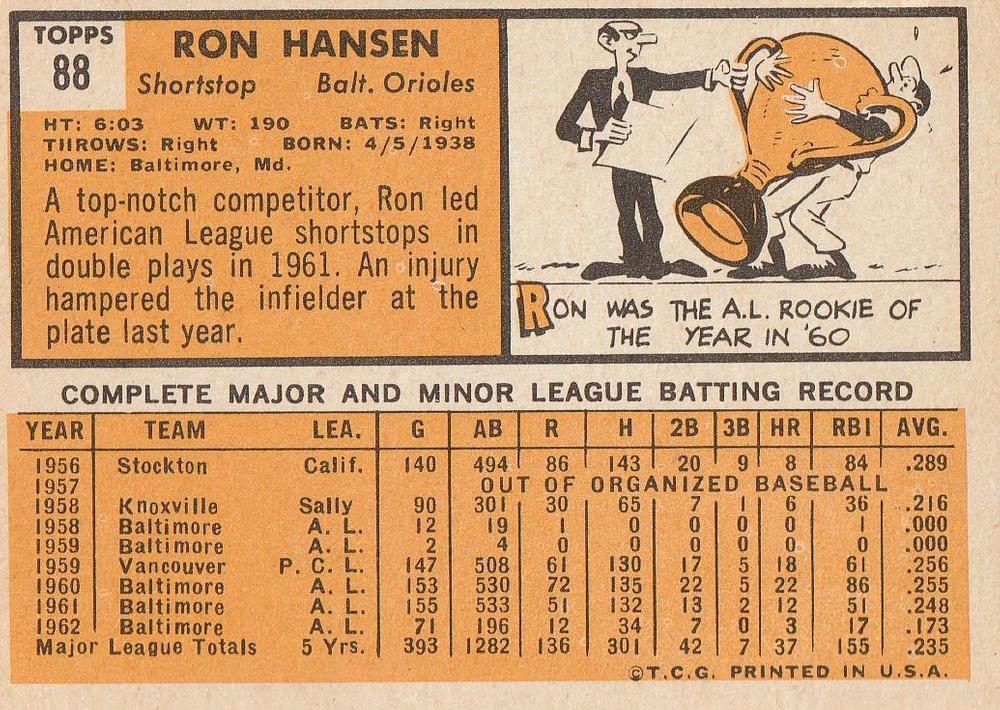 TOPPS
88
RON HANSEN
Shortstop Balt. Orioles
HT: 6:03 WT: 190 BATS: Right
THROWS: Right BORN: 4/5/1938
HOME: Baltimore, Md.
A top-notch competitor, Ron led
American League shortstops in
double plays in 1961. An injury
hampered the infielder at the
plate last year.
RON WAS THE A.L. ROOKIE OF
THE YEAR IN '60
COMPLETE MAJOR AND MINOR LEAGUE BATTING RECORD
YEAR TEAM LEA. G AB R H 2B 3B HR RBI AVG.
1956 Stockton Calif. 140 494 86 143 20 9 8 84 .289
1957 OUT OF ORGANIZED BASEBALL
1958 Knoxville Sally 90 301 30 65 7 1 6 36 .216
1958 Baltimore A. L. 12 19 1 0 0 0 0 1 .000
1959 Baltimore A. L. 2 4 0 0 0 0 0 0 .000
1959 Vancouver P. C. L. 147 508 61 130 17 5 18 61 .256
1960 Baltimore A. L. 153 530 72 135 22 5 22 86 .255
1961 Baltimore A. L. 155 533 51 132 13 2 12 51 .248
1962 Baltimore A. L. 71 196 12 34 7 0 3 17 .173
Major League Totals 5 Yrs. 393 1282 136 301 42 7 37 155 .235
©T.C.G. PRINTED IN U.S.A.